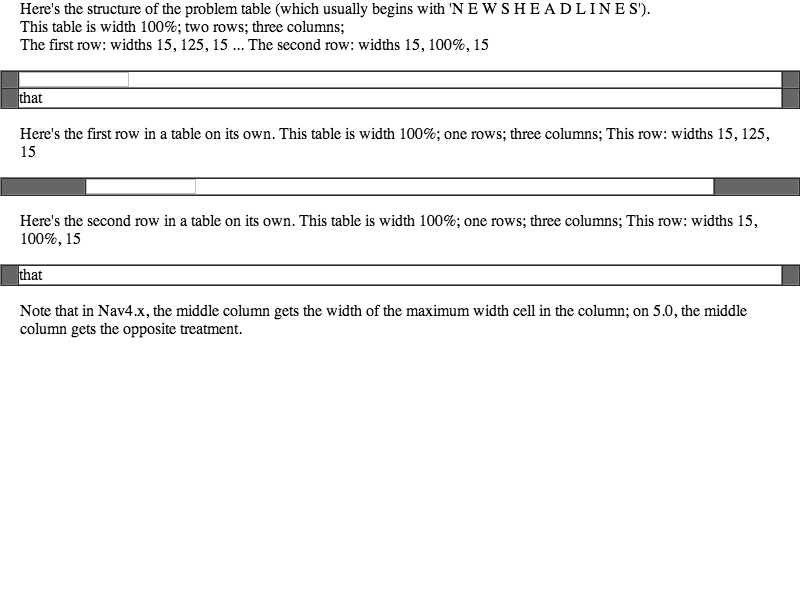 Here's the structure of the problem table (which usually begins with 'N E W S H E A D L I N E S').
This table is width 100%; two rows; three columns;
The first row: widths 15, 125, 15 ... The second row: widths 15, 100%, 15
that
Here's the first row in a table on its own. This table is width 100%; one rows; three columns; This row: widths 15, 125,
15
Here's the second row in a table on its own. This table is width 100%; one rows; three columns; This row: widths 15,
100%, 15
that
Note that in Nav4.x, the middle column gets the width of the maximum width cell in the column; on 5.0, the middle
column gets the opposite treatment.